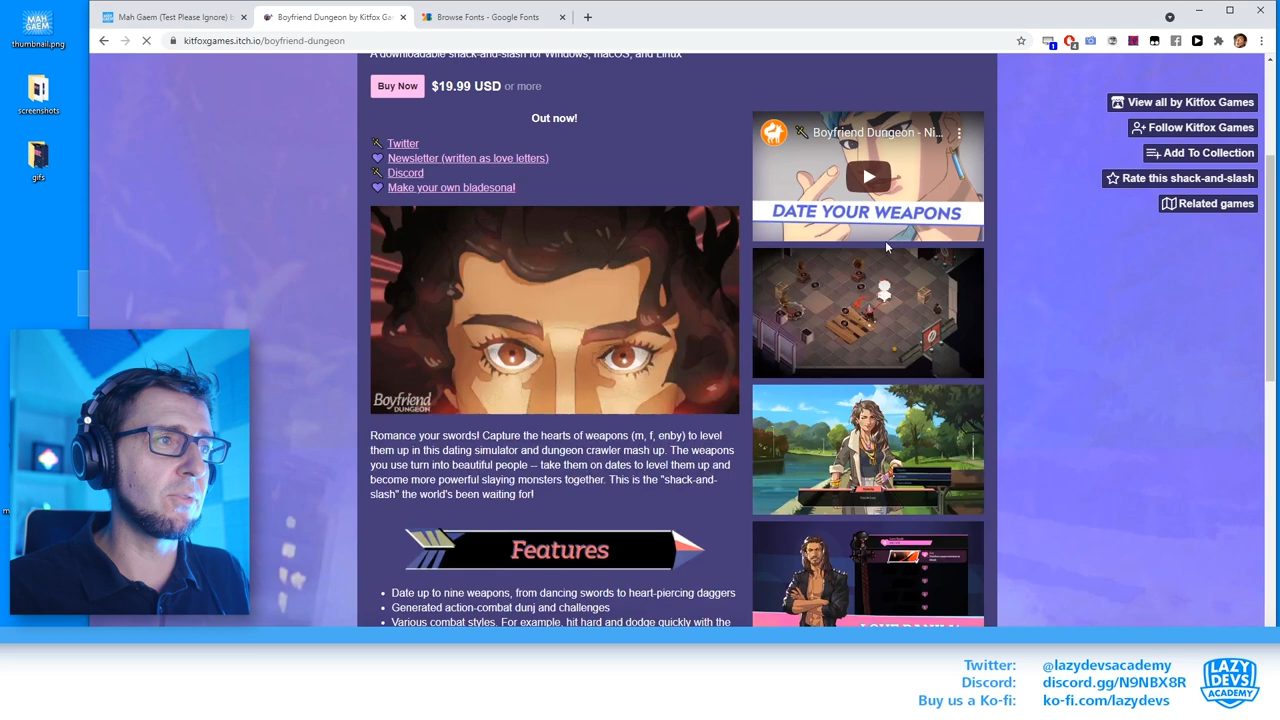 MAH GAEM
thumbnail.png
screenshots
gifs
Mah Gaem (Test Please Ignore) b
Boyfriend Dungeon by Kitfox Ga
Browse Fonts - Google Fonts
kitfoxgames.itch.io/boyfriend-dungeon
A downloadable shack-and-slash for Windows, macOS, and Linux
Buy Now $19.99 USD or more
Out now!
Twitter
Newsletter (written as love letters)
Discord
Make your own bladesona!
Boyfriend DUNGEON
Romance your swords! Capture the hearts of weapons (m, f, enby) to level
them up in this dating simulator and dungeon crawler mash up. The weapons
you use turn into beautiful people – take them on dates to level them up and
become more powerful slaying monsters together. This is the "shack-and-
slash" the world's been waiting for!
Features
Date up to nine weapons, from dancing swords to heart-piercing daggers
Generated action-combat dunj and challenges
Various combat styles. For example, hit hard and dodge quickly with the
Boyfriend Dungeon - Ni...
DATE YOUR WEAPONS
View all by Kitfox Games
Follow Kitfox Games
Add To Collection
Rate this shack-and-slash
Related games
Twitter: @lazydevsacademy
Discord: discord.gg/N9NBX8R
Buy us a Ko-fi: ko-fi.com/lazydevs
LAZY DEVS ACADEMY